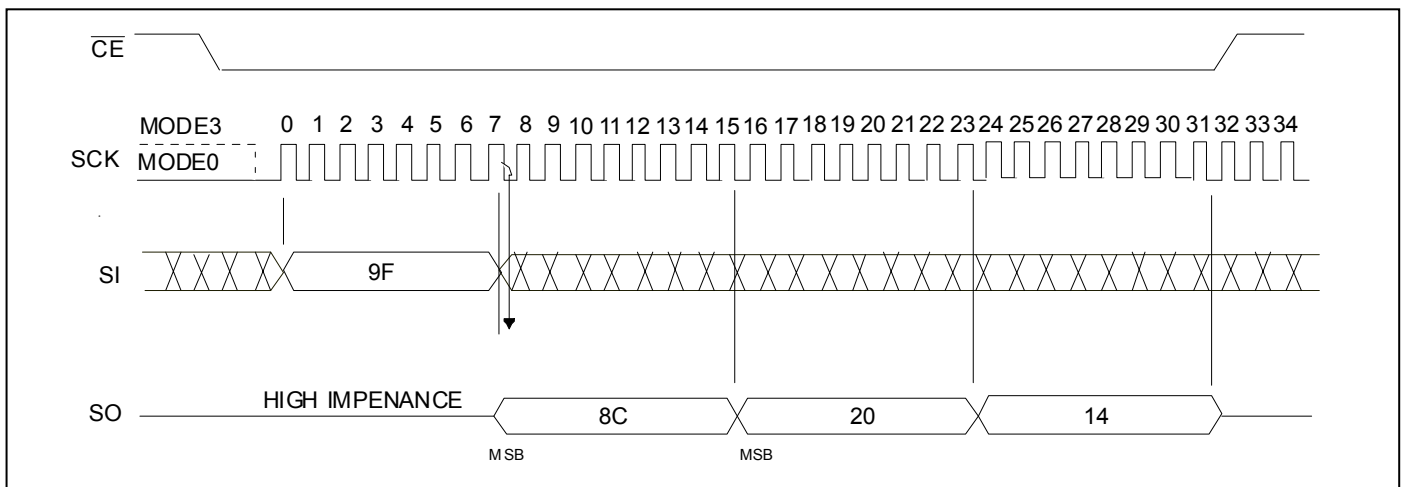 CE
MODE3 0 1 2 3 4 5 6 7 8 9 10 11 12 13 14 15 16 17 18 19 20 21 22 23 24 25 26 27 28 29 30 31 32 33 34
SCK MODE0
SI 9F
HIGH IMPENANCE
SO 8C 20 14
MSB MSB